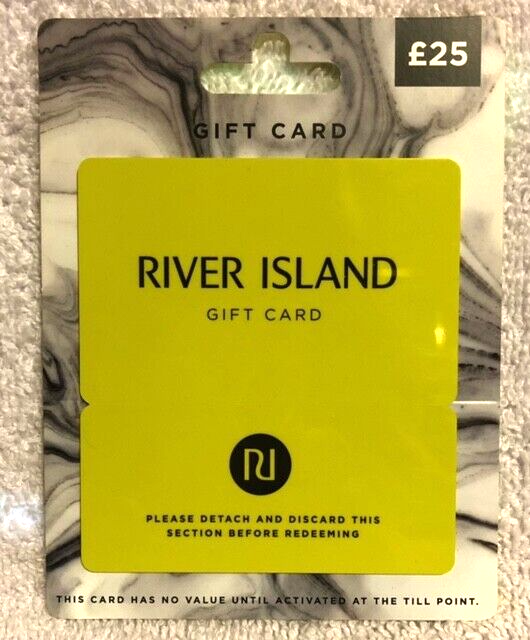 £25
GIFT CARD
RIVER ISLAND
GIFT CARD
RI
PLEASE DETACH AND DISCARD THIS
SECTION BEFORE REDEEMING
THIS CARD HAS NO VALUE UNTIL ACTIVATED AT THE TILL POINT.